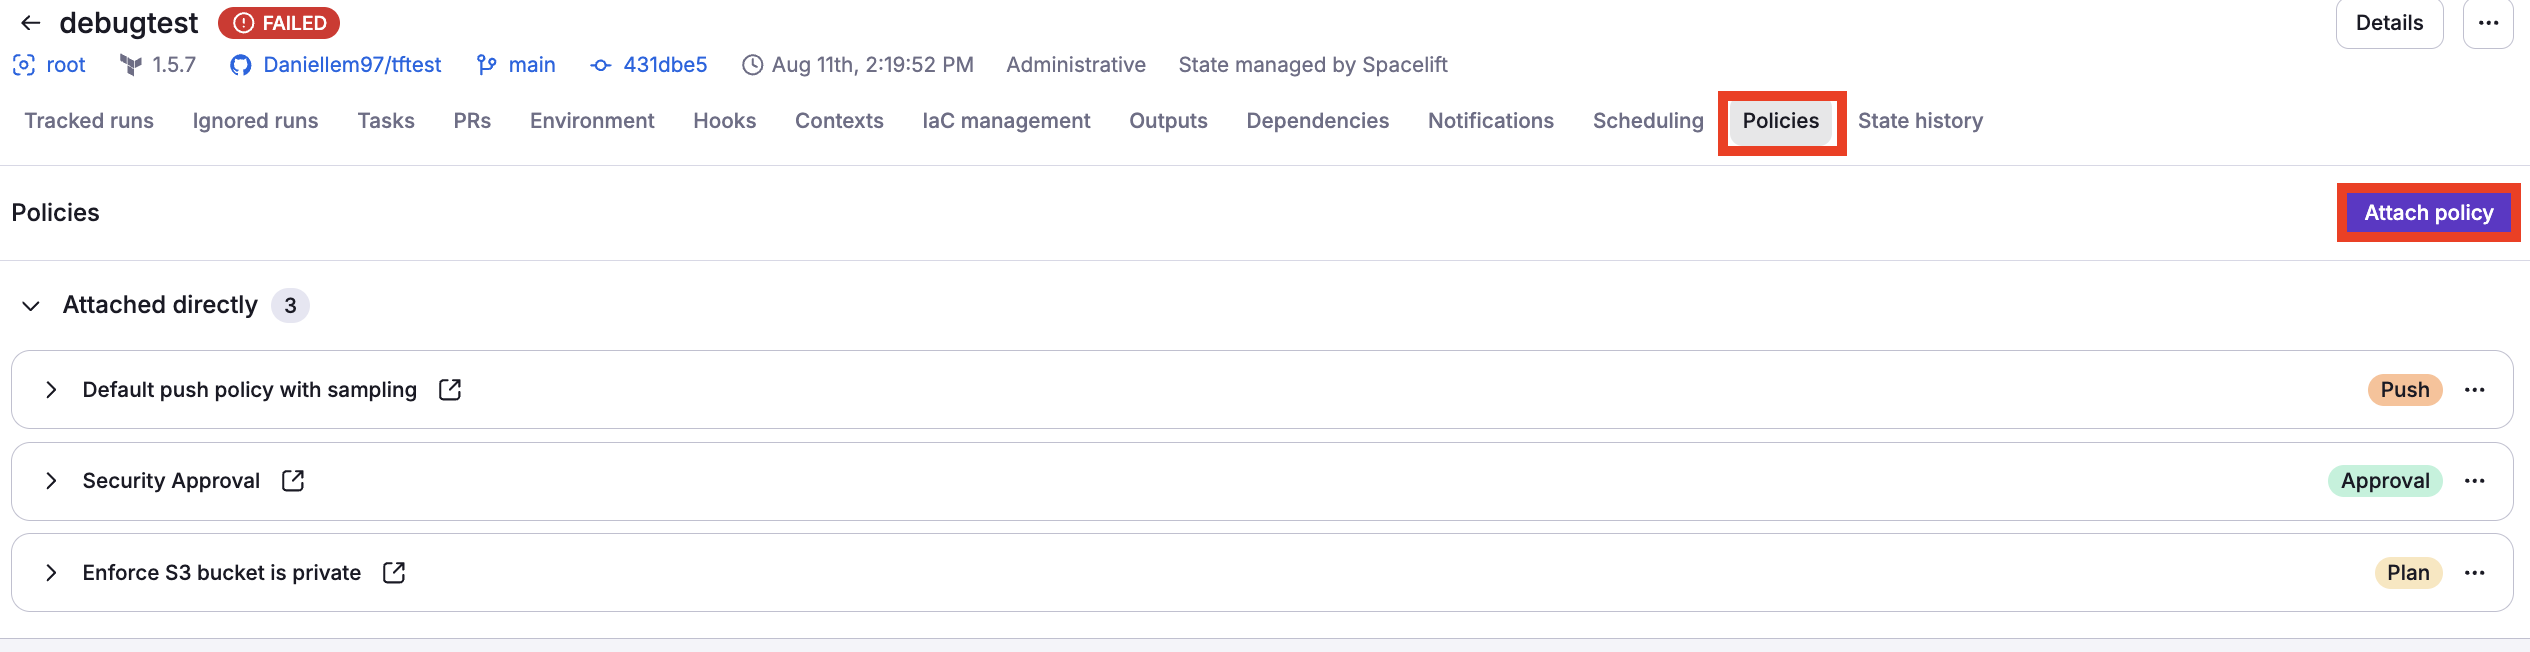 debugtest FAILED Details
root 1.5.7 Daniellem97/tftest main 431dbe5 Aug 11th, 2:19:52 PM Administrative State managed by Spacelift
Tracked runs Ignored runs Tasks PRs Environment Hooks Contexts IaC management Outputs Dependencies Notifications Scheduling Policies State history
Policies Attach policy
Attached directly 3
Default push policy with sampling Push
Security Approval Approval
Enforce S3 bucket is private Plan